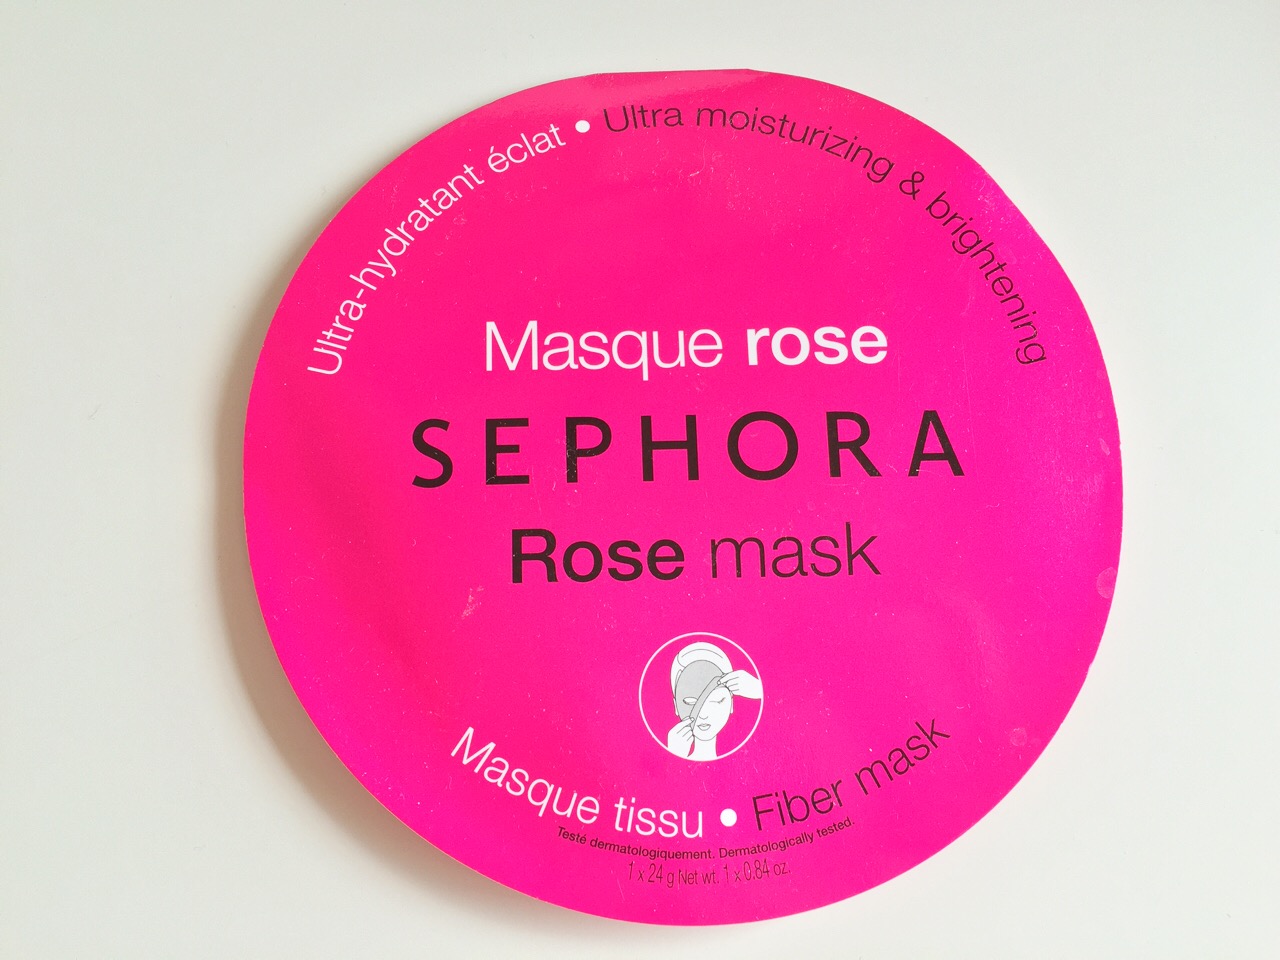 Ultra-hydratant éclat • Ultra moisturizing & brightening
Masque rose
SEPHORA
Rose mask
Masque tissu • Fiber mask
Testé dermatologiquement. Dermatologically tested.
1 x 24 g Net wt. 1 x 0.84 oz.